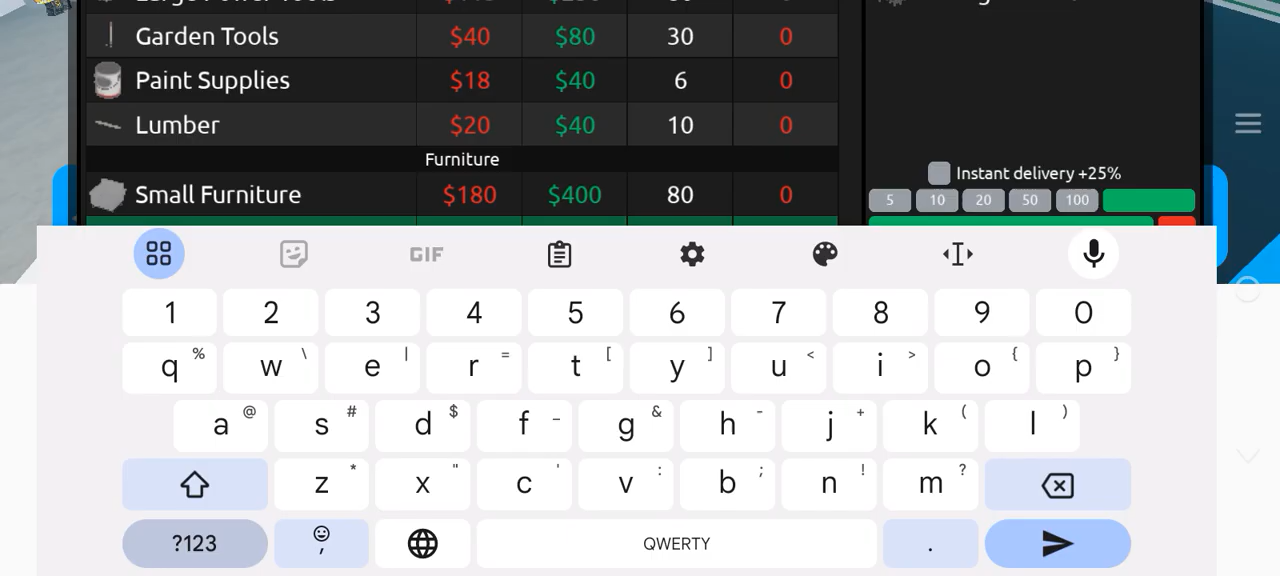 Garden Tools $40 $80 30 0
Paint Supplies $18 $40 6 0
Lumber $20 $40 10 0
Furniture
Instant delivery +25%
Small Furniture $180 $400 80 0
5 10 20 50 100
GIF
1 2 3 4 5 6 7 8 9 0
q % w \ e | r = t [ y ] u < i > o { p }
a @ s # d $ f _ g & h - j + k ( l )
z * x " c ' v : b ; n ! m ?
?123 , QWERTY .